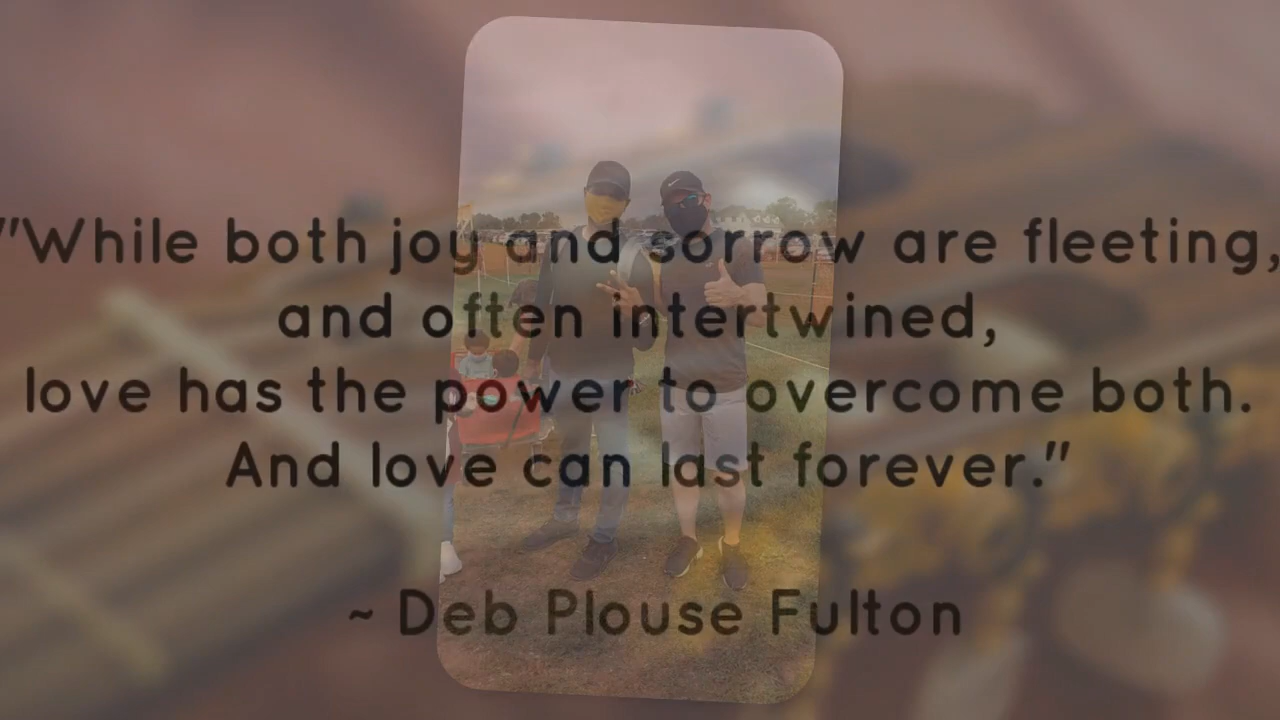 "While both joy and sorrow are fleeting,
and often intertwined,
love has the power to overcome both.
And love can last forever."
~ Deb Plouse Fulton